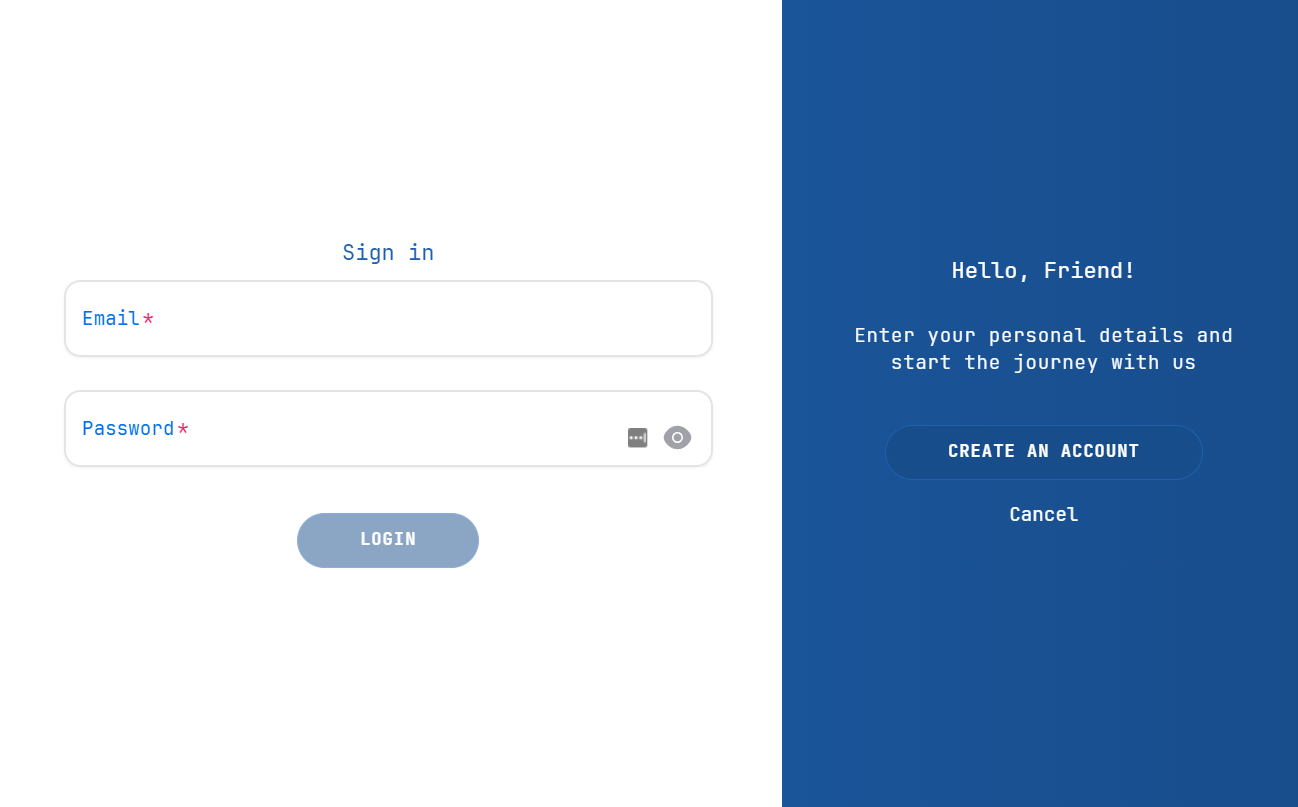 Sign in
Email*
Password*
LOGIN
Hello, Friend!
Enter your personal details and
start the journey with us
CREATE AN ACCOUNT
Cancel